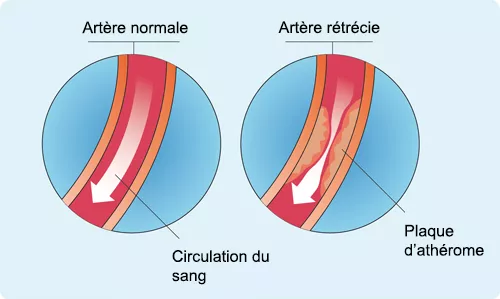 Artère normale
Artère rétrécie
Circulation du
sang
Plaque
d'athérome